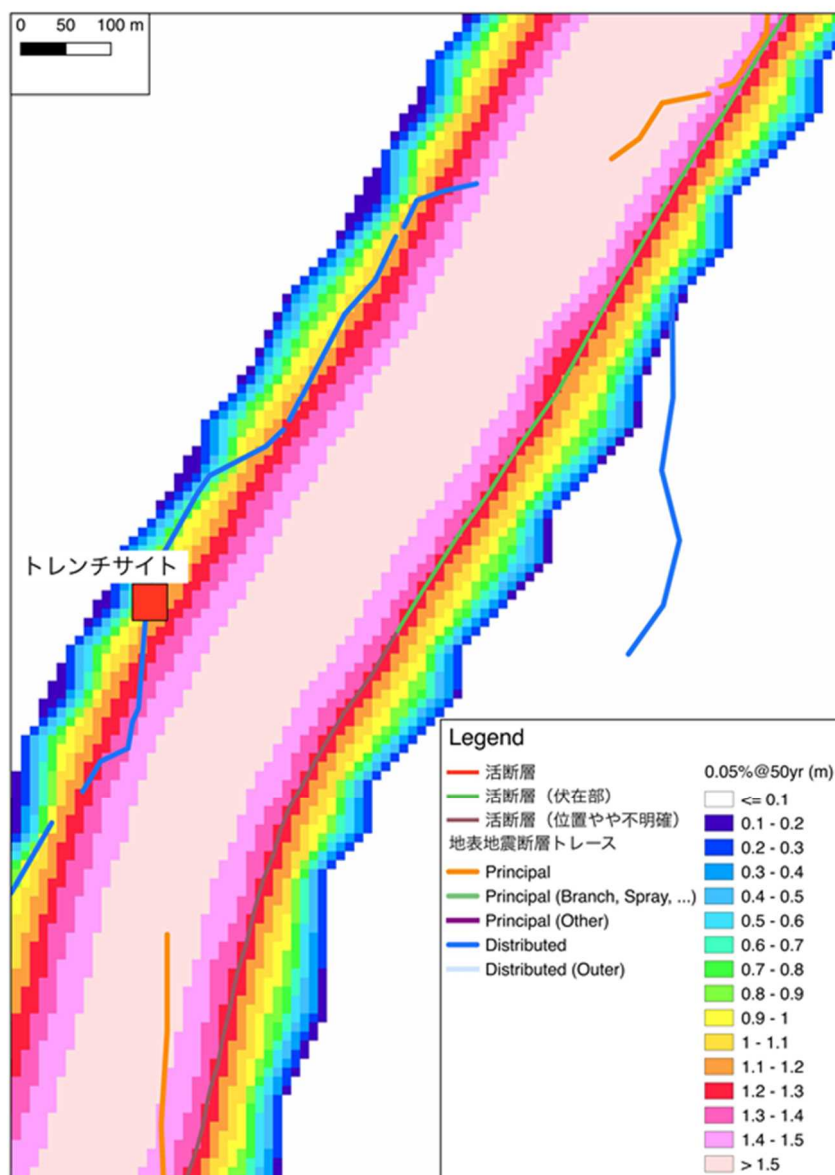 0 50 100 m
トレンチサイト
Legend
活断層
活断層（伏在部）
活断層（位置やや不明確）
地表地震断層トレース
Principal
Principal (Branch, Spray, ...)
Principal (Other)
Distributed
Distributed (Outer)
0.05%@50yr (m)
<= 0.1
0.1 - 0.2
0.2 - 0.3
0.3 - 0.4
0.4 - 0.5
0.5 - 0.6
0.6 - 0.7
0.7 - 0.8
0.8 - 0.9
0.9 - 1
1 - 1.1
1.1 - 1.2
1.2 - 1.3
1.3 - 1.4
1.4 - 1.5
> 1.5